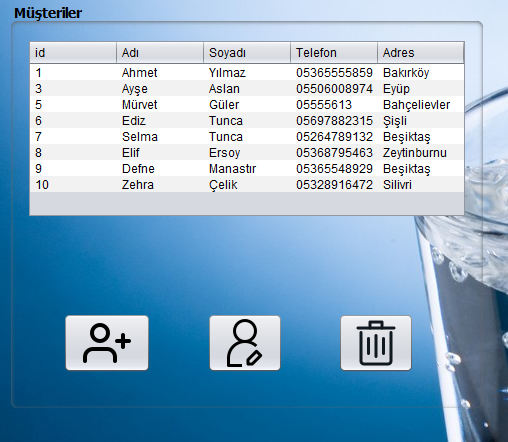 Müşteriler
id Adı Soyadı Telefon Adres
1 Ahmet Yılmaz 05365555859 Bakırköy
3 Ayşe Aslan 05506008974 Eyüp
5 Mürvet Güler 05555613 Bahçelievler
6 Ediz Tunca 05697882315 Şişli
7 Selma Tunca 05264789132 Beşiktaş
8 Elif Ersoy 05368795463 Zeytinburnu
9 Defne Manastır 05365548929 Beşiktaş
10 Zehra Çelik 05328916472 Silivri